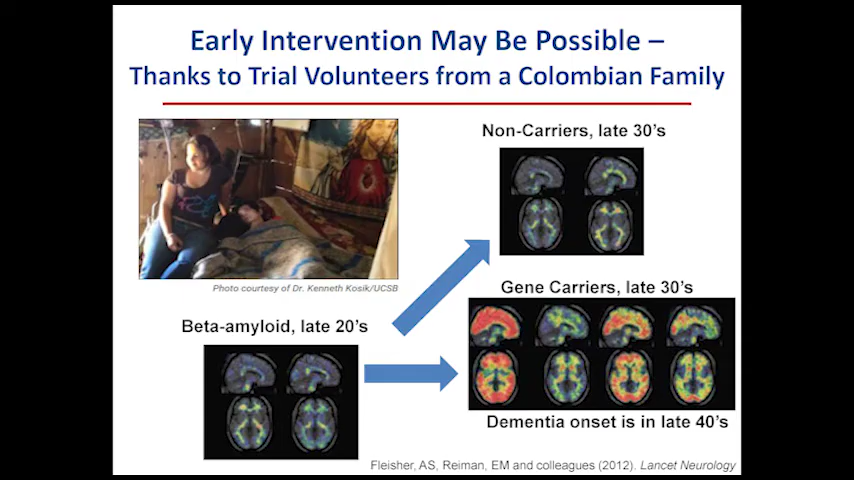 Early Intervention May Be Possible –
Thanks to Trial Volunteers from a Colombian Family
Non-Carriers, late 30's
Photo courtesy of Dr. Kenneth Kosik/UCSB
Gene Carriers, late 30's
Beta-amyloid, late 20's
Dementia onset is in late 40's
Fleisher, AS, Reiman, EM and colleagues (2012). Lancet Neurology